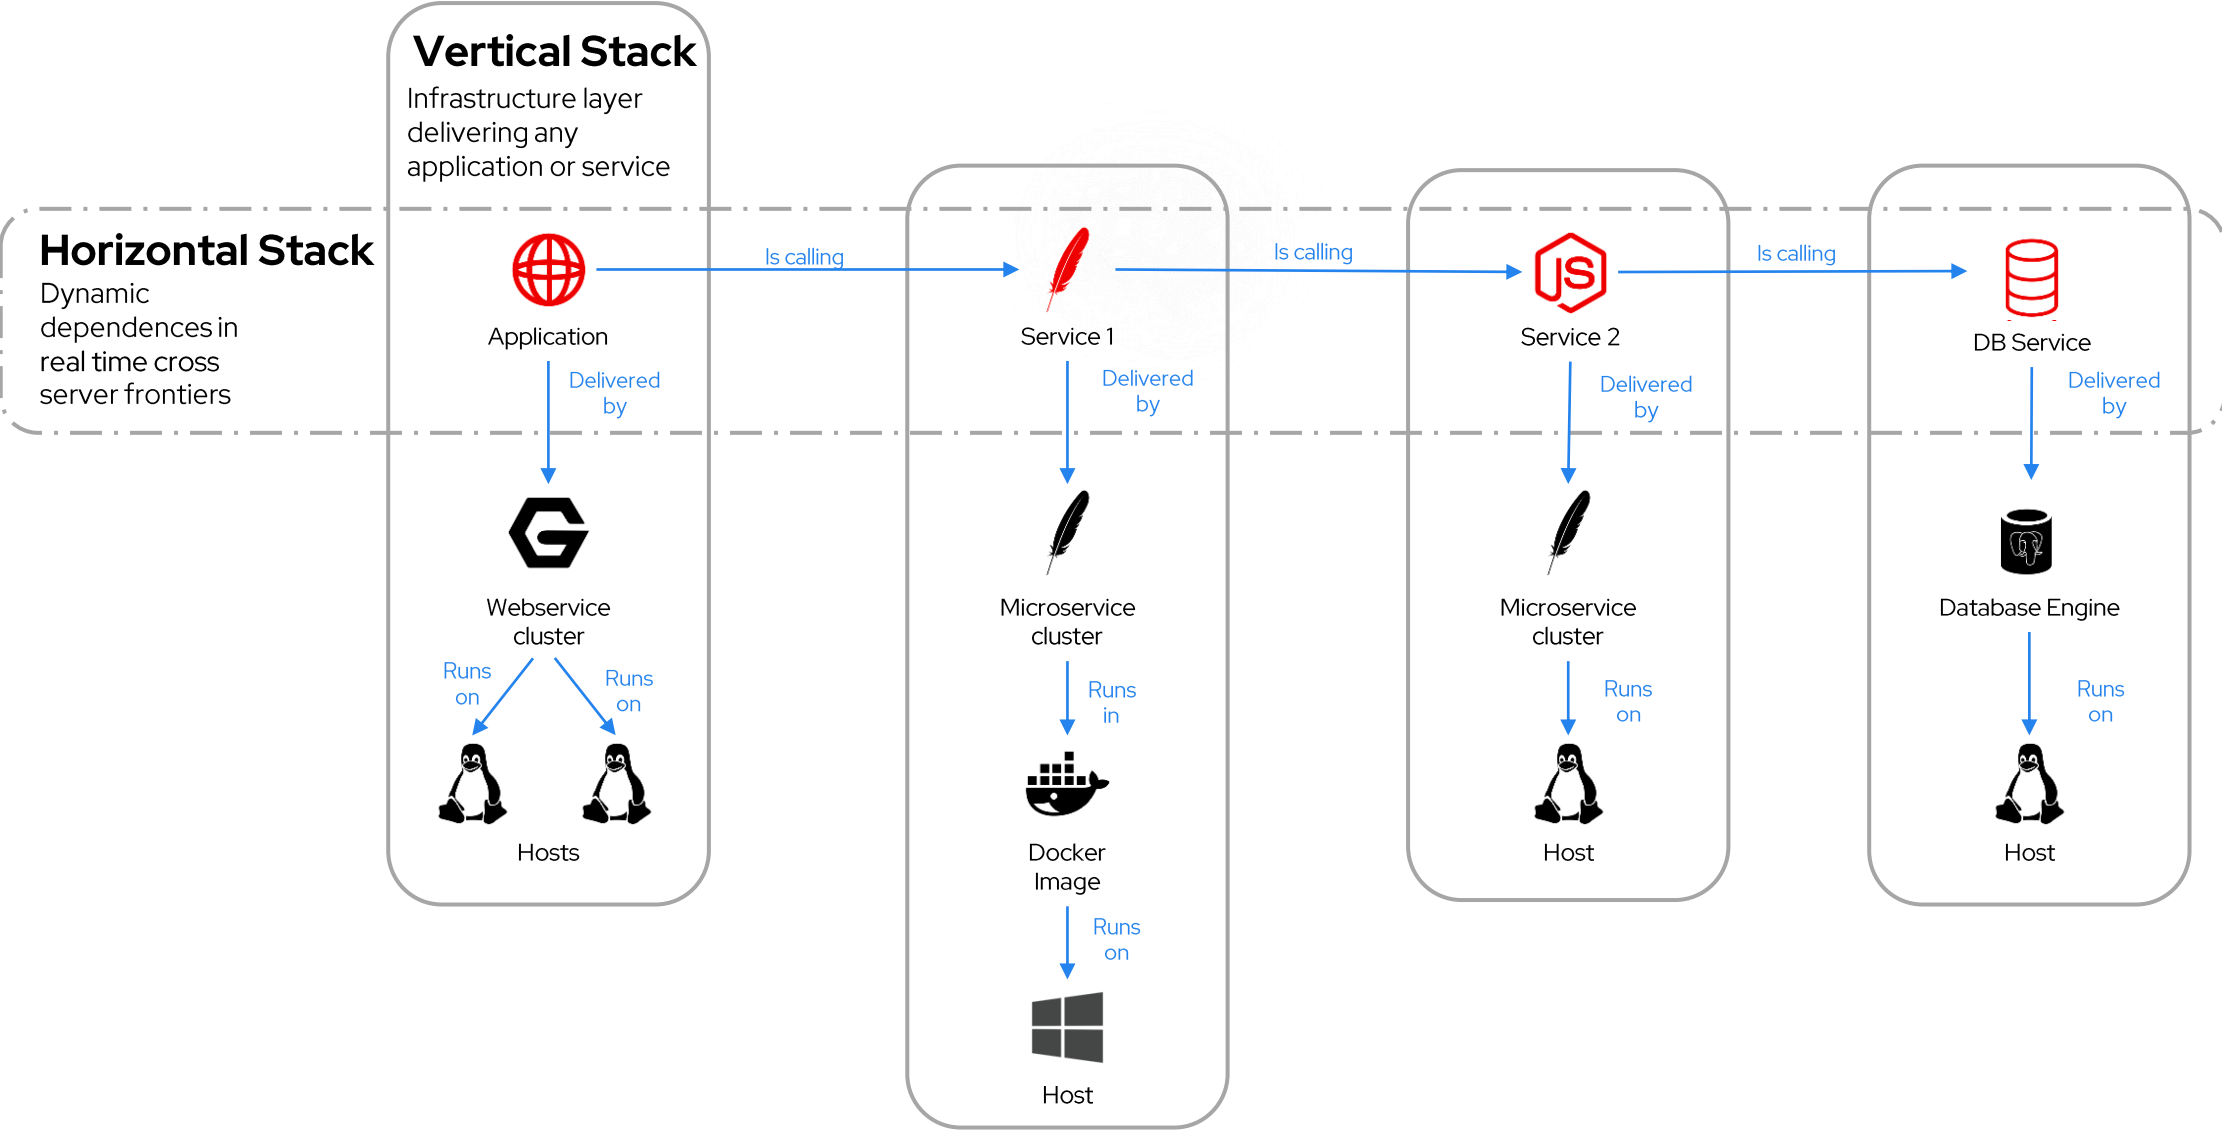 Vertical Stack
Infrastructure layer
delivering any
application or service
Horizontal Stack
Dynamic
dependences in
real time cross
server frontiers
Application
Is calling
Service 1
Is calling
JS
Service 2
Is calling
DB Service
Delivered
by
Delivered
by
Delivered
by
Delivered
by
Webservice
cluster
Microservice
cluster
Microservice
cluster
Database Engine
Runs
on
Runs
on
Runs
in
Runs
on
Runs
on
Hosts
Docker
Image
Host
Host
Runs
on
Host